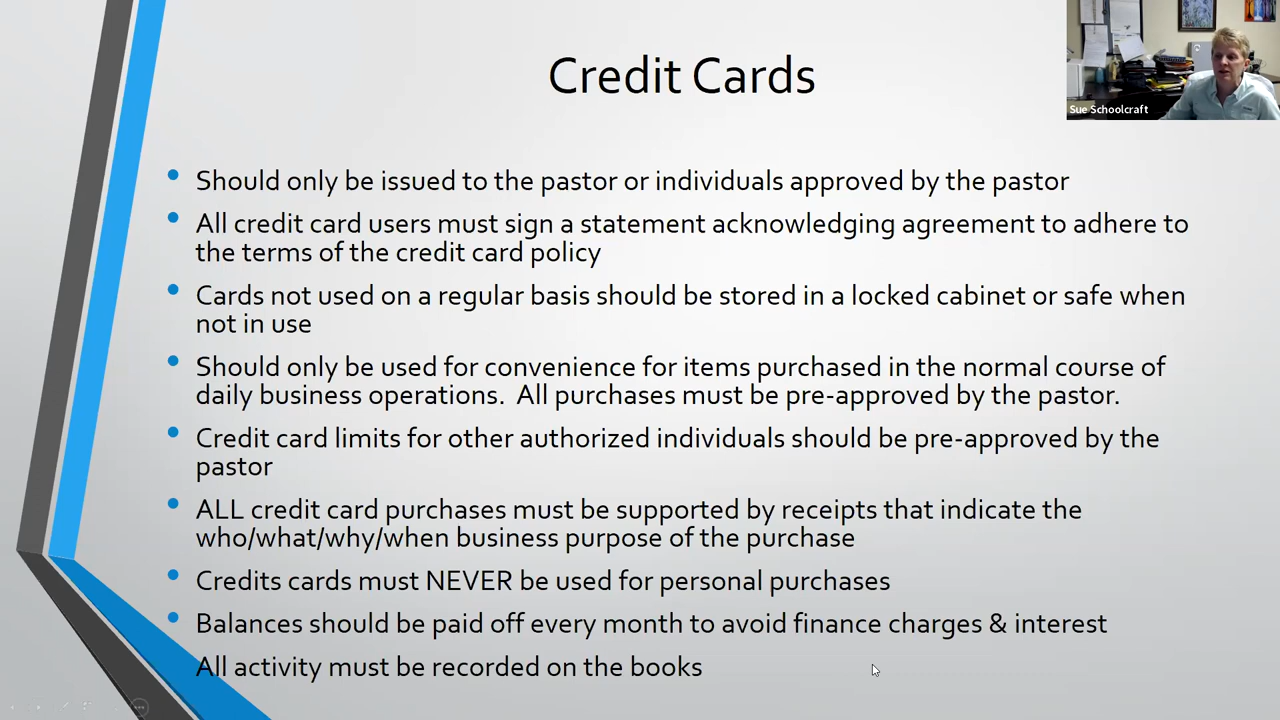 Credit Cards
Sue Schoolcraft
Should only be issued to the pastor or individuals approved by the pastor
All credit card users must sign a statement acknowledging agreement to adhere to
the terms of the credit card policy
Cards not used on a regular basis should be stored in a locked cabinet or safe when
not in use
Should only be used for convenience for items purchased in the normal course of
daily business operations.  All purchases must be pre-approved by the pastor.
Credit card limits for other authorized individuals should be pre-approved by the
pastor
ALL credit card purchases must be supported by receipts that indicate the
who/what/why/when business purpose of the purchase
Credits cards must NEVER be used for personal purchases
Balances should be paid off every month to avoid finance charges & interest
All activity must be recorded on the books